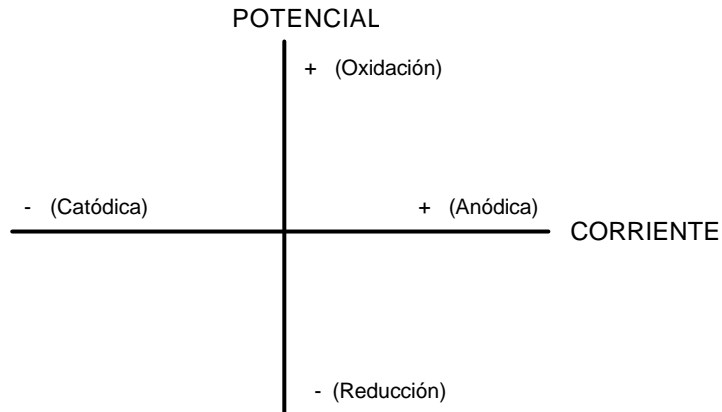 POTENCIAL
+ (Oxidación)
- (Catódica)
+ (Anódica)
CORRIENTE
- (Reducción)